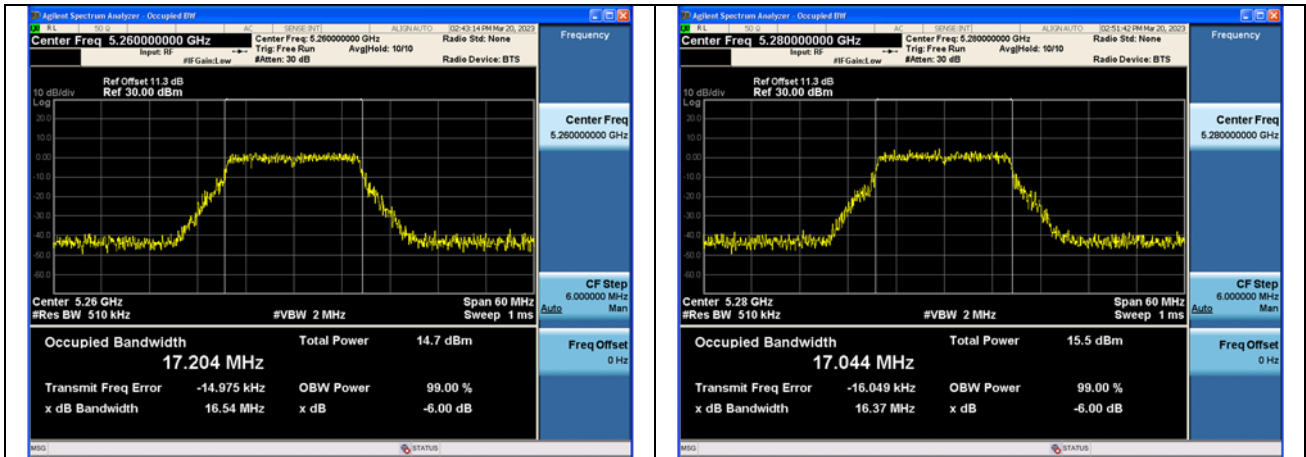 Agilent Spectrum Analyzer - Occupied BW
RL 50 Ω AC SENSE:INT ALIGN AUTO 02:43:14 PM Mar 20, 2023
Center Freq 5.260000000 GHz
Input: RF
#IFGain:Low
Center Freq: 5.260000000 GHz
Trig: Free Run Avg|Hold: 10/10
#Atten: 30 dB
Radio Std: None
Radio Device: BTS
Ref Offset 11.3 dB
10 dB/div Ref 30.00 dBm
Log
20.0
10.0
0.00
-10.0
-20.0
-30.0
-40.0
-50.0
-60.0
Center 5.26 GHz Span 60 MHz
#Res BW 510 kHz #VBW 2 MHz Sweep 1 ms
Occupied Bandwidth Total Power 14.7 dBm
17.204 MHz
Transmit Freq Error -14.975 kHz OBW Power 99.00 %
x dB Bandwidth 16.54 MHz x dB -6.00 dB
MSG STATUS
Frequency
Center Freq
5.260000000 GHz
CF Step
6.000000 MHz
Auto Man
Freq Offset
0 Hz
Agilent Spectrum Analyzer - Occupied BW
RL 50 Ω AC SENSE:INT ALIGN AUTO 02:51:42 PM Mar 20, 2023
Center Freq 5.280000000 GHz
Input: RF
#IFGain:Low
Center Freq: 5.280000000 GHz
Trig: Free Run Avg|Hold: 10/10
#Atten: 30 dB
Radio Std: None
Radio Device: BTS
Ref Offset 11.3 dB
10 dB/div Ref 30.00 dBm
Log
20.0
10.0
0.00
-10.0
-20.0
-30.0
-40.0
-50.0
-60.0
Center 5.28 GHz Span 60 MHz
#Res BW 510 kHz #VBW 2 MHz Sweep 1 ms
Occupied Bandwidth Total Power 15.5 dBm
17.044 MHz
Transmit Freq Error -16.049 kHz OBW Power 99.00 %
x dB Bandwidth 16.37 MHz x dB -6.00 dB
MSG STATUS
Frequency
Center Freq
5.280000000 GHz
CF Step
6.000000 MHz
Auto Man
Freq Offset
0 Hz